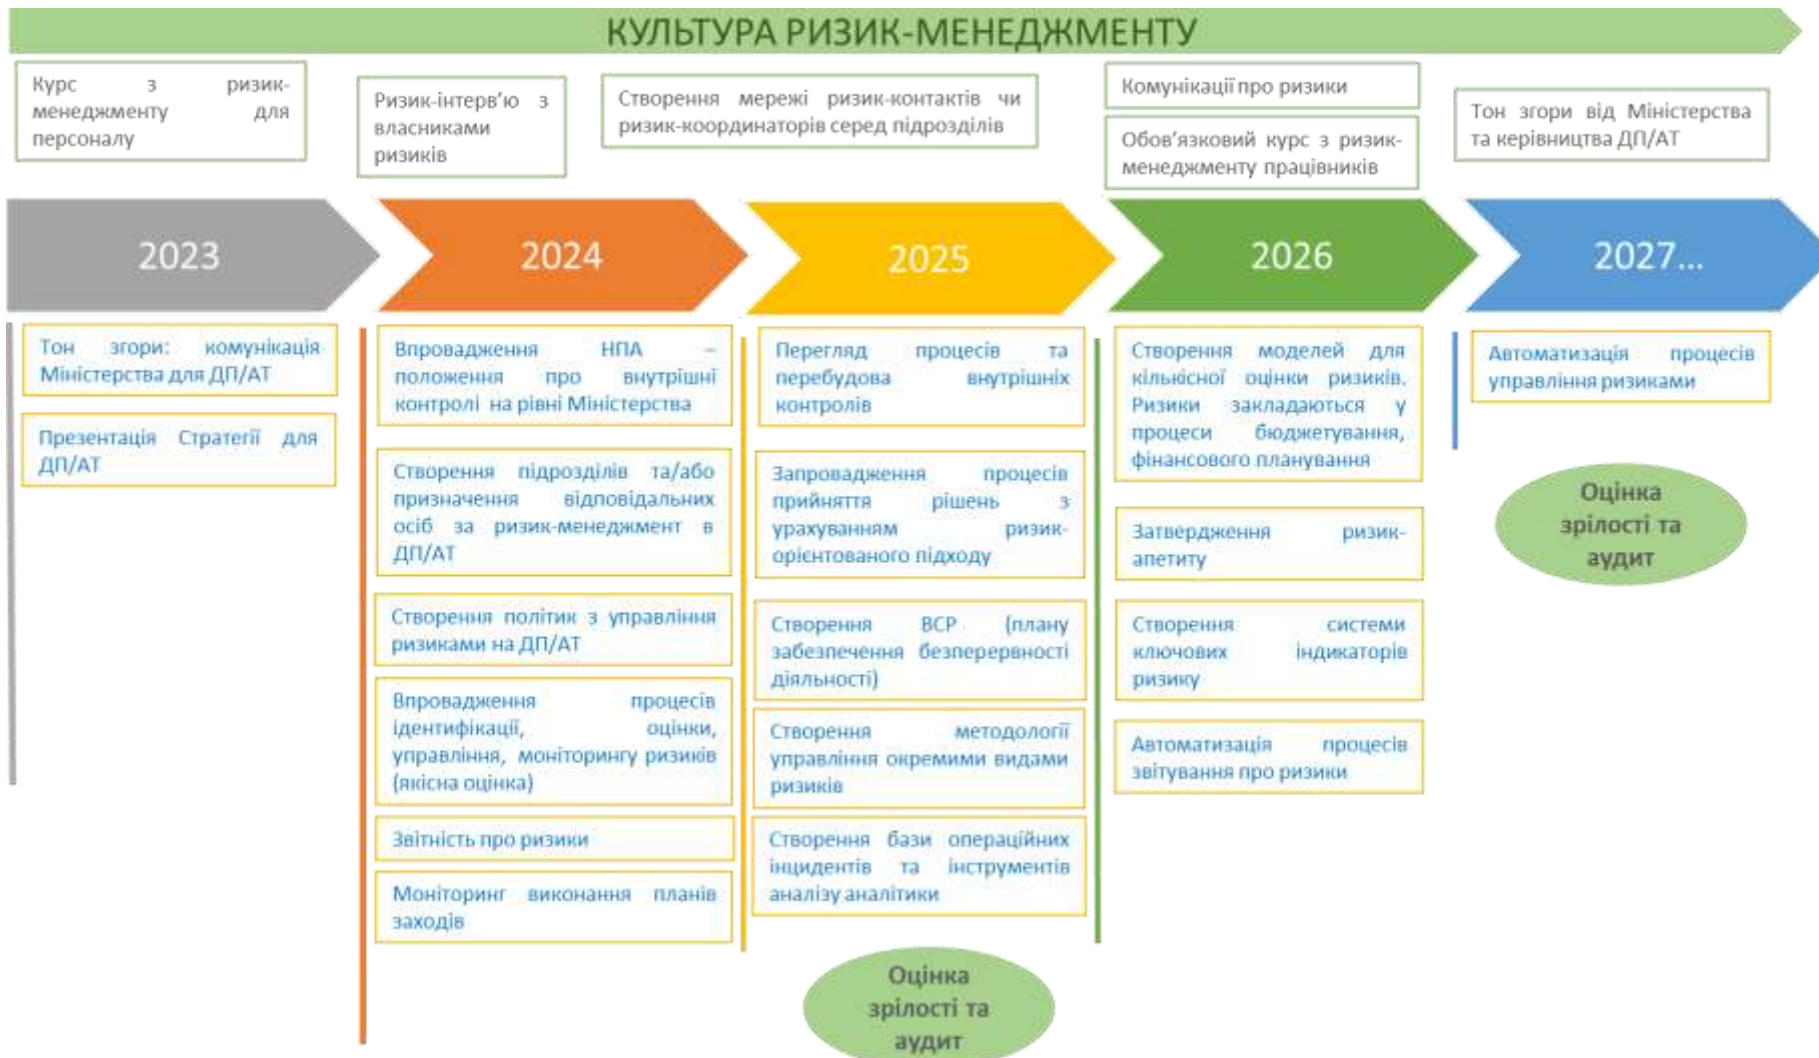 КУЛЬТУРА РИЗИК-МЕНЕДЖМЕНТУ
Курс з ризик-
менеджменту для
персоналу
Ризик-інтерв'ю з
власниками
ризиків
Створення мережі ризик-контактів чи
ризик-координаторів серед підрозділів
Комунікації про ризики
Обов'язковий курс з ризик-
менеджменту працівників
Тон згори від Міністерства
та керівництва ДП/АТ
2023
2024
2025
2026
2027...
Тон згори: комунікація
Міністерства для ДП/АТ
Презентація Стратегії для
ДП/АТ
Впровадження НПА –
положення про внутрішні
контролі на рівні Міністерства
Створення підрозділів та/або
призначення відповідальних
осіб за ризик-менеджмент в
ДП/АТ
Створення політик з управління
ризиками на ДП/АТ
Впровадження процесів
ідентифікації, оцінки,
управління, моніторингу ризиків
(якісна оцінка)
Звітність про ризики
Моніторинг виконання планів
заходів
Перегляд процесів та
перебудова внутрішніх
контролів
Запровадження процесів
прийняття рішень з
урахуванням ризик-
орієнтованого підходу
Створення BCP (плану
забезпечення безперервності
діяльності)
Створення методології
управління окремими видами
ризиків
Створення бази операційних
інцидентів та інструментів
аналізу аналітики
Оцінка
зрілості та
аудит
Створення моделей для
кількісної оцінки ризиків.
Ризики закладаються у
процеси бюджетування,
фінансового планування
Затвердження ризик-
апетиту
Створення системи
ключових індикаторів
ризику
Автоматизація процесів
звітування про ризики
Автоматизація процесів
управління ризиками
Оцінка
зрілості та
аудит